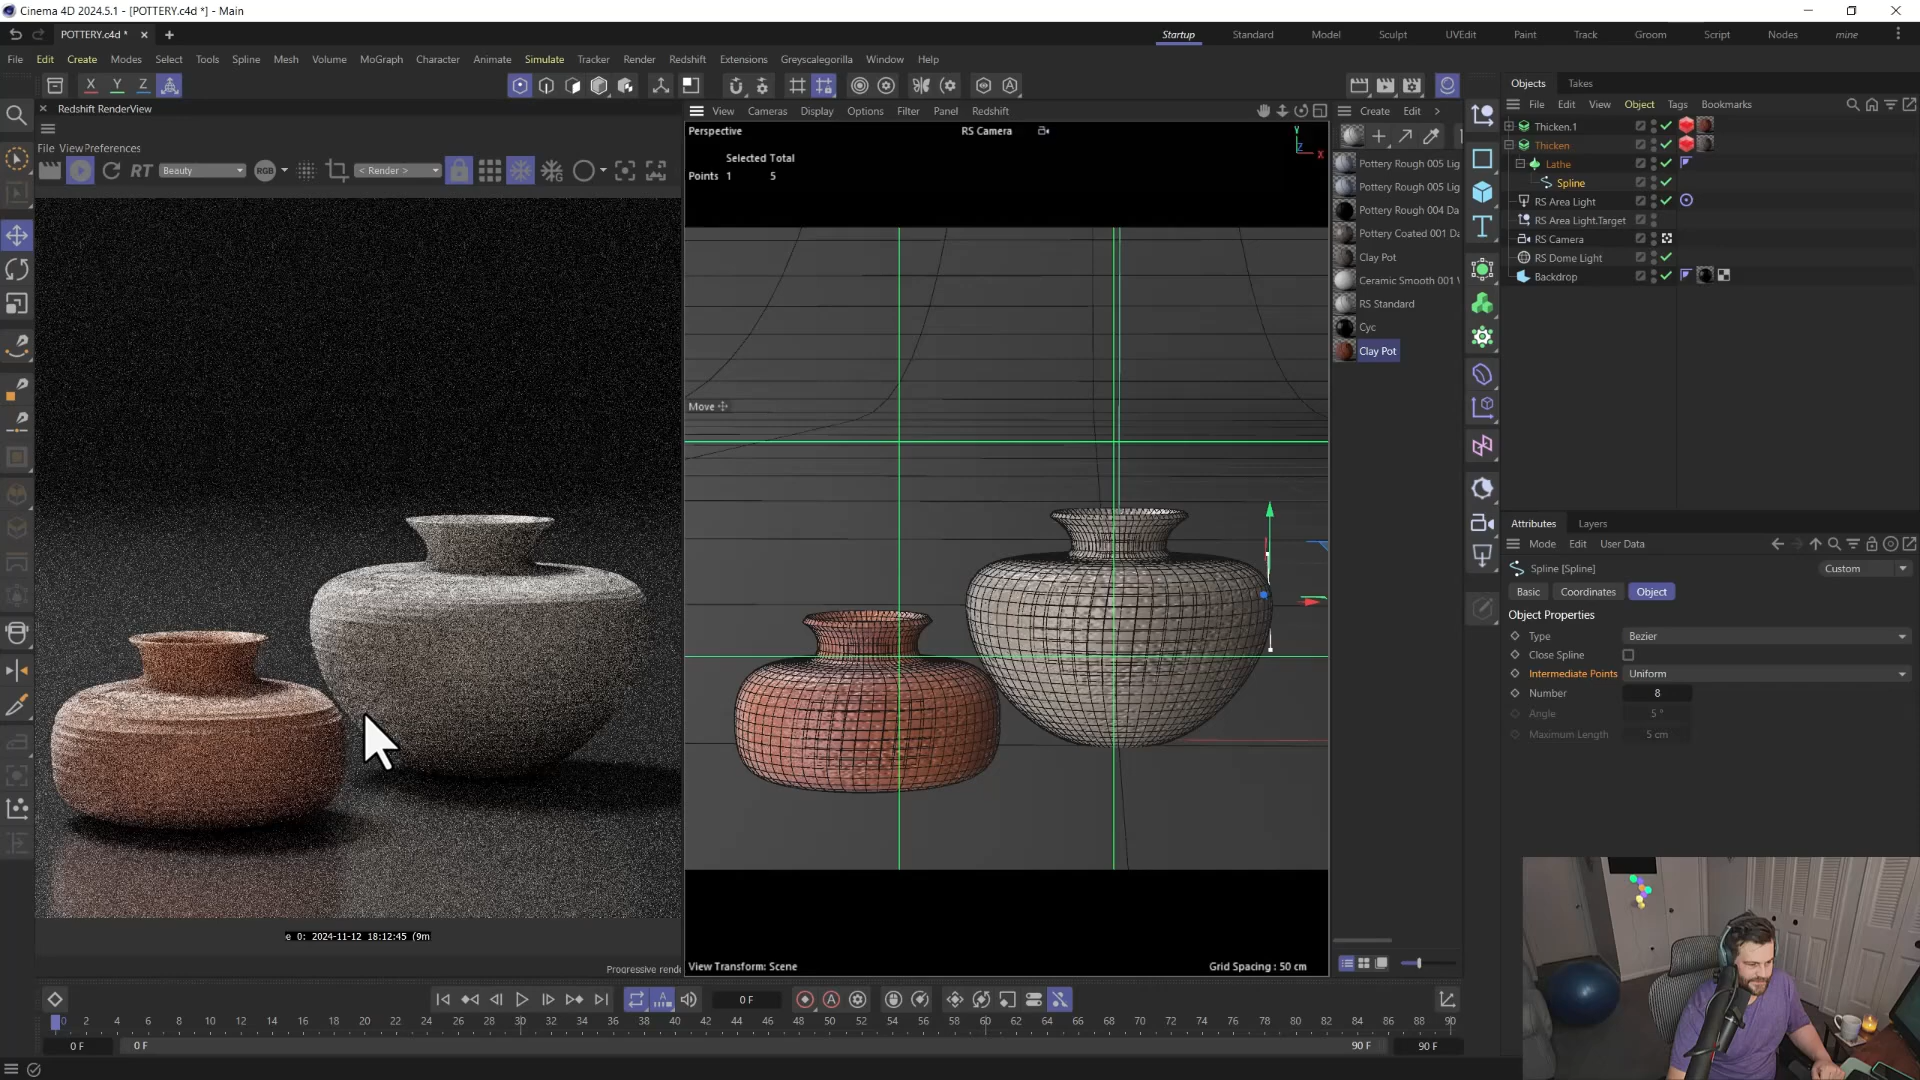 Cinema 4D 2024.5.1 - [POTTERY.c4d *] - Main
POTTERY.c4d *
Startup Standard Model Sculpt UVEdit Paint Track Groom Script Nodes mine
File Edit Create Modes Select Tools Spline Mesh Volume MoGraph Character Animate Simulate Tracker Render Redshift Extensions Greyscalegorilla Window Help
X Y Z
Redshift RenderView
File View Preferences
RT Beauty RGB < Render >
View Cameras Display Options Filter Panel Redshift
Perspective RS Camera
Selected Total
Points 1 5
Move
Y
Z
X
View Transform: Scene
Grid Spacing : 50 cm
e 0: 2024-11-12 18:12:45 (9m
Progressive rende
Create Edit
Pottery Rough 005 Lig
Pottery Rough 005 Lig
Pottery Rough 004 Da
Pottery Coated 001 Da
Clay Pot
Ceramic Smooth 001 V
RS Standard
Cyc
Clay Pot
Objects Takes
File Edit View Object Tags Bookmarks
Thicken.1
Thicken
Lathe
Spline
RS Area Light
RS Area Light.Target
RS Camera
RS Dome Light
Backdrop
Attributes Layers
Mode Edit User Data
Spline [Spline] Custom
Basic Coordinates Object
Object Properties
Type Bezier
Close Spline
Intermediate Points Uniform
Number 8
Angle 5 °
Maximum Length 5 cm
0 F
0 2 4 6 8 10 12 14 16 18 20 22 24 26 28 30 32 34 36 38 40 42 44 46 48 50 52 54 56 58 60 62 64 66 68 70 72 74 76 78 80 82 84 86 88 90
0 F 0 F 90 F 90 F